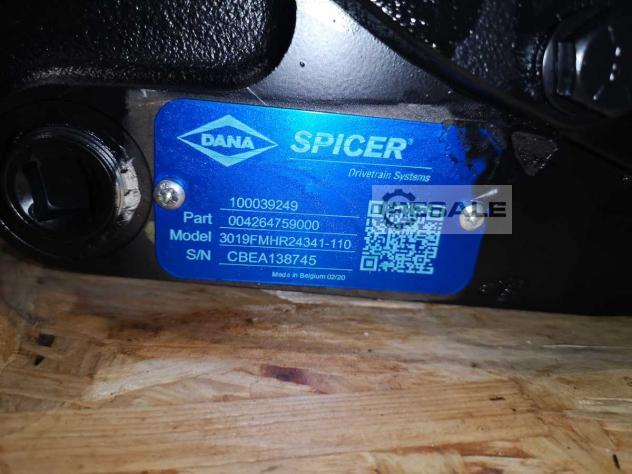 DANA SPICER®
Drivetrain Systems
100039249
Part 004264759000
Model 3019FMHR24341-110
S/N CBEA138745
Made in Belgium 02/20